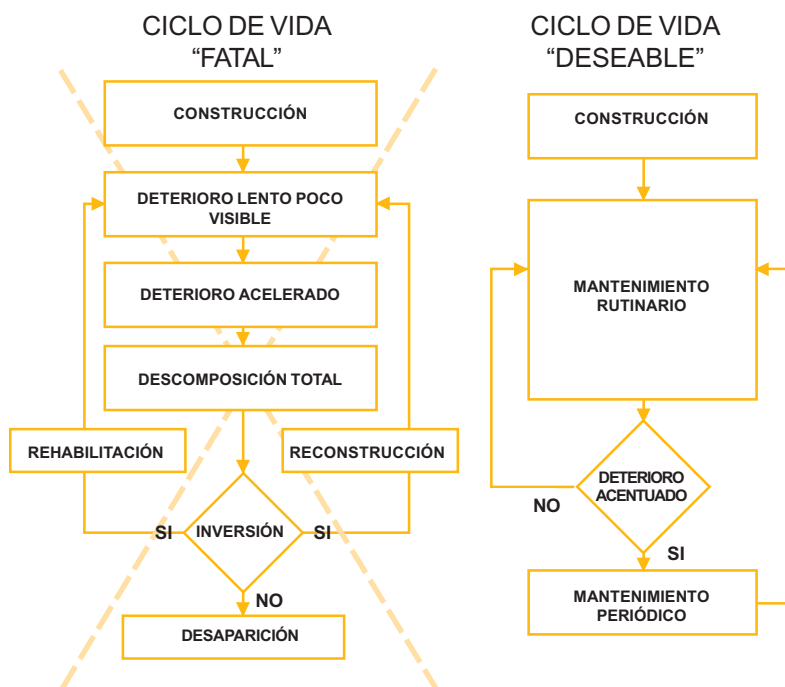 CICLO DE VIDA
“FATAL”
CONSTRUCCIÓN
DETERIORO LENTO POCO
VISIBLE
DETERIORO ACELERADO
DESCOMPOSICIÓN TOTAL
REHABILITACIÓN
RECONSTRUCCIÓN
SI
INVERSIÓN
SI
NO
DESAPARICIÓN
CICLO DE VIDA
“DESEABLE”
CONSTRUCCIÓN
MANTENIMIENTO
RUTINARIO
DETERIORO
ACENTUADO
NO
SI
MANTENIMIENTO
PERIÓDICO